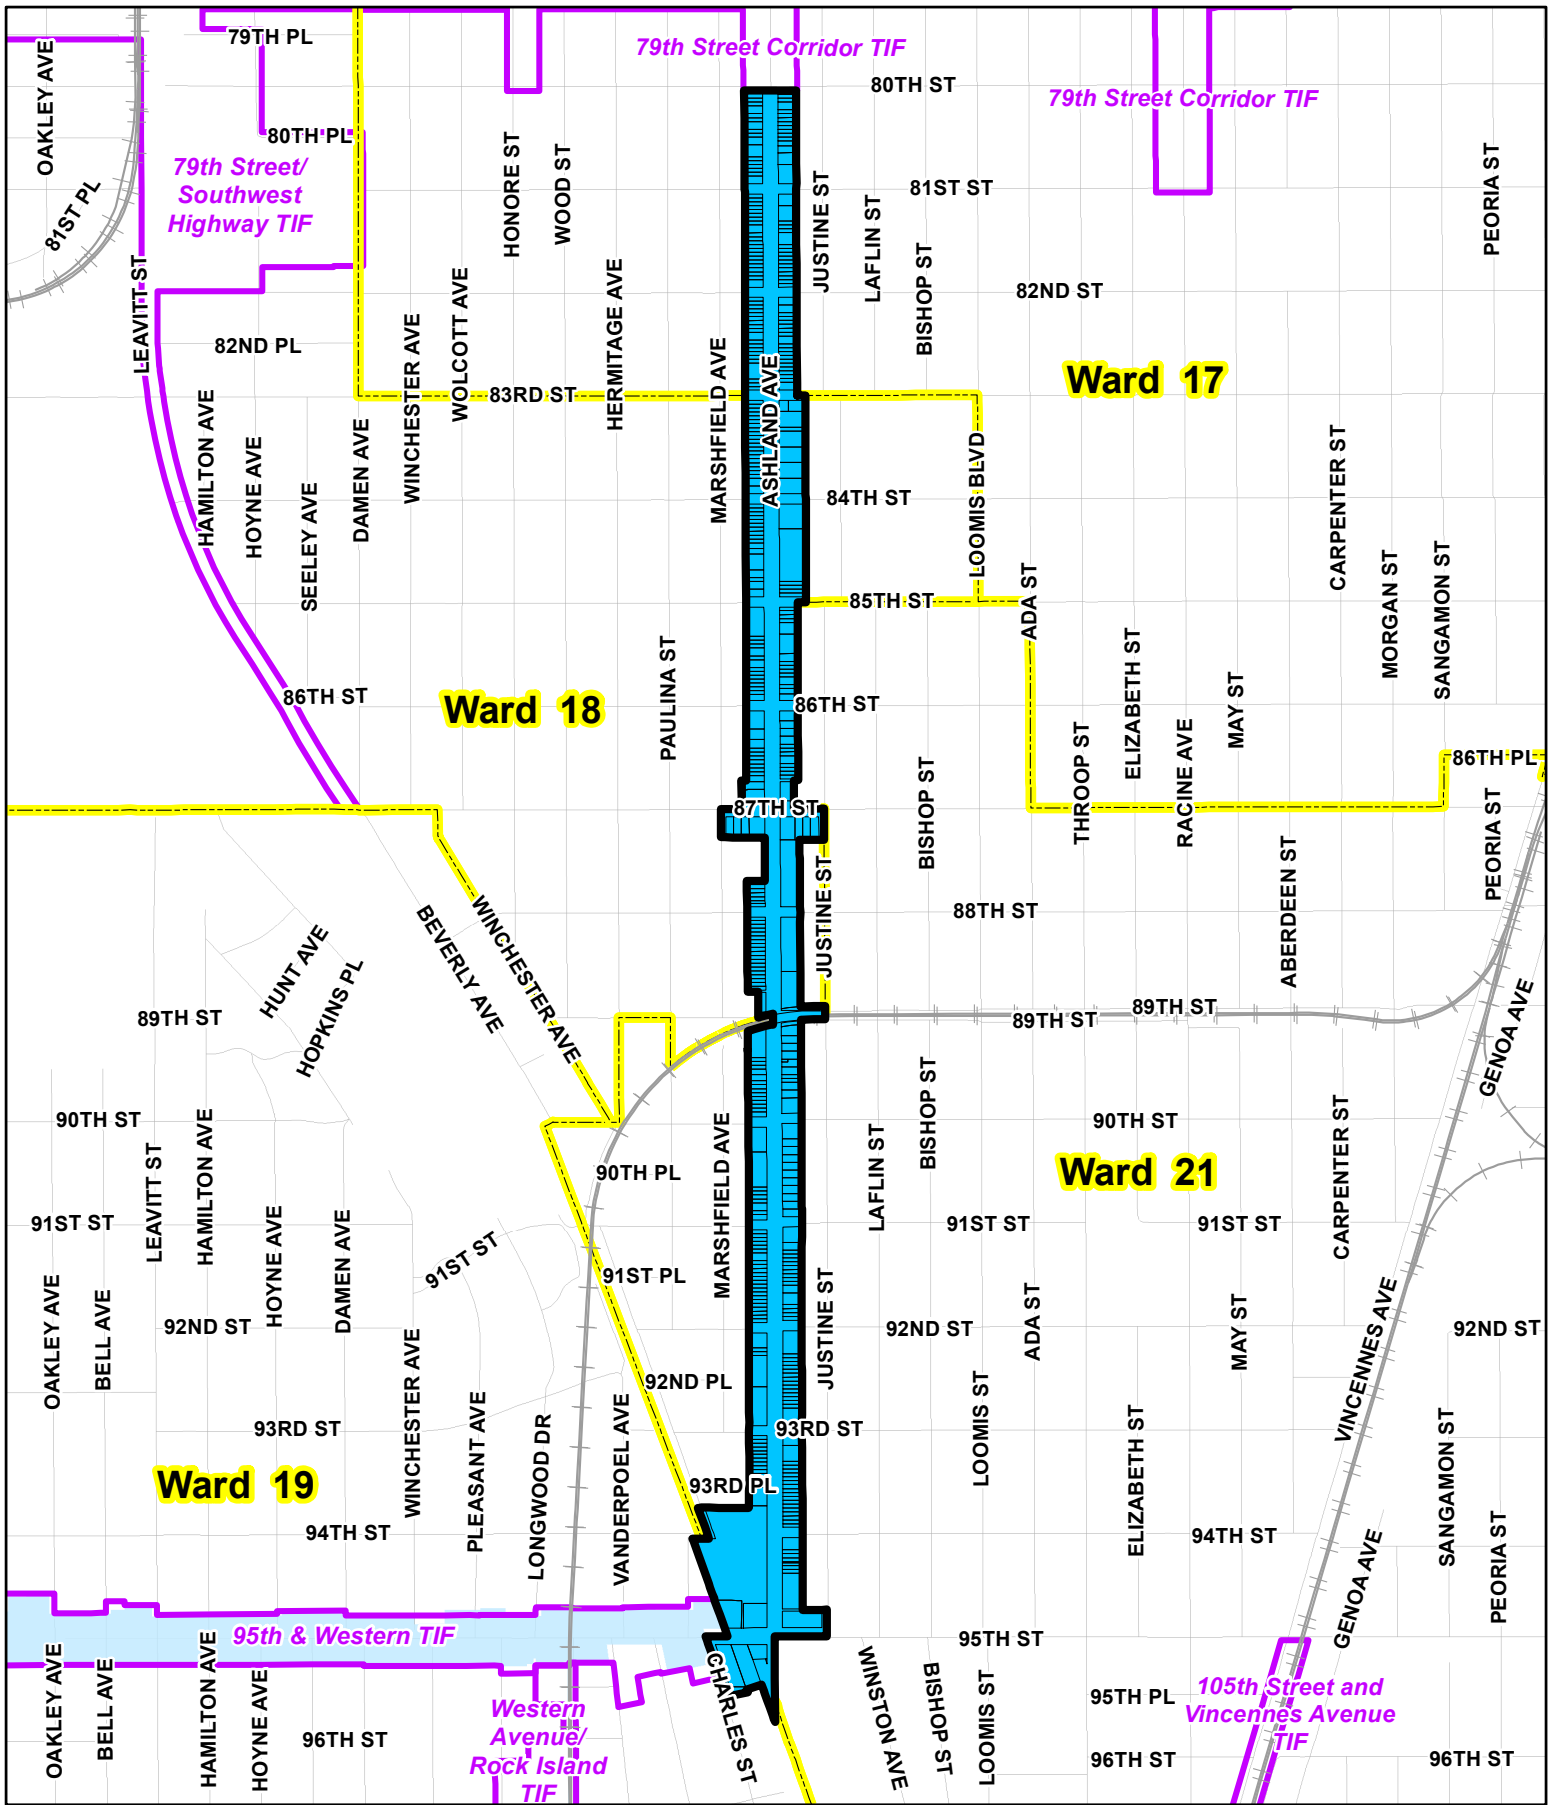 79TH PL
79th Street Corridor TIF
OAKLEY AVE
80TH ST
79th Street Corridor TIF
80TH PL
79th Street/
Southwest
Highway TIF
81ST PL
HONORE ST
WOOD ST
JUSTINE ST
LAFLIN ST
81ST ST
PEORIA ST
LEAVITT ST
82ND PL
WINCHESTER AVE
WOLCOTT AVE
HERMITAGE AVE
BISHOP ST
82ND ST
Ward 17
83RD ST
MARSHFIELD AVE
ASHLAND AVE
HAMILTON AVE
HOYNE AVE
SEELEY AVE
DAMEN AVE
84TH ST
LOOMIS BLVD
CARPENTER ST
85TH ST
ADA ST
MORGAN ST
SANGAMON ST
86TH ST
Ward 18
PAULINA ST
86TH ST
ELIZABETH ST
MAY ST
THROOP ST
RACINE AVE
86TH PL
87TH ST
BISHOP ST
PEORIA ST
JUSTINE ST
88TH ST
ABERDEEN ST
HUNT AVE
HOPKINS PL
BEVERLY AVE
WINCHESTER AVE
89TH ST
89TH ST
89TH ST
GENOA AVE
90TH ST
LEAVITT ST
HAMILTON AVE
90TH PL
MARSHFIELD AVE
LAFLIN ST
BISHOP ST
90TH ST
Ward 21
CARPENTER ST
91ST ST
HOYNE AVE
DAMEN AVE
91ST ST
91ST ST
91ST ST
91ST PL
OAKLEY AVE
BELL AVE
92ND ST
WINCHESTER AVE
JUSTINE ST
92ND ST
ADA ST
MAY ST
VINCENNES AVE
92ND ST
92ND PL
93RD ST
PLEASANT AVE
LONGWOOD DR
VANDERPOEL AVE
93RD ST
LOOMIS ST
ELIZABETH ST
SANGAMON ST
Ward 19
93RD PL
94TH ST
94TH ST
GENOA AVE
PEORIA ST
95th & Western TIF
95TH ST
OAKLEY AVE
BELL AVE
HAMILTON AVE
HOYNE AVE
96TH ST
Western
Avenue/
Rock Island
TIF
CHARLES ST
WINSTON AVE
BISHOP ST
LOOMIS ST
95TH PL
96TH ST
105th Street and
Vincennes Avenue
TIF
96TH ST